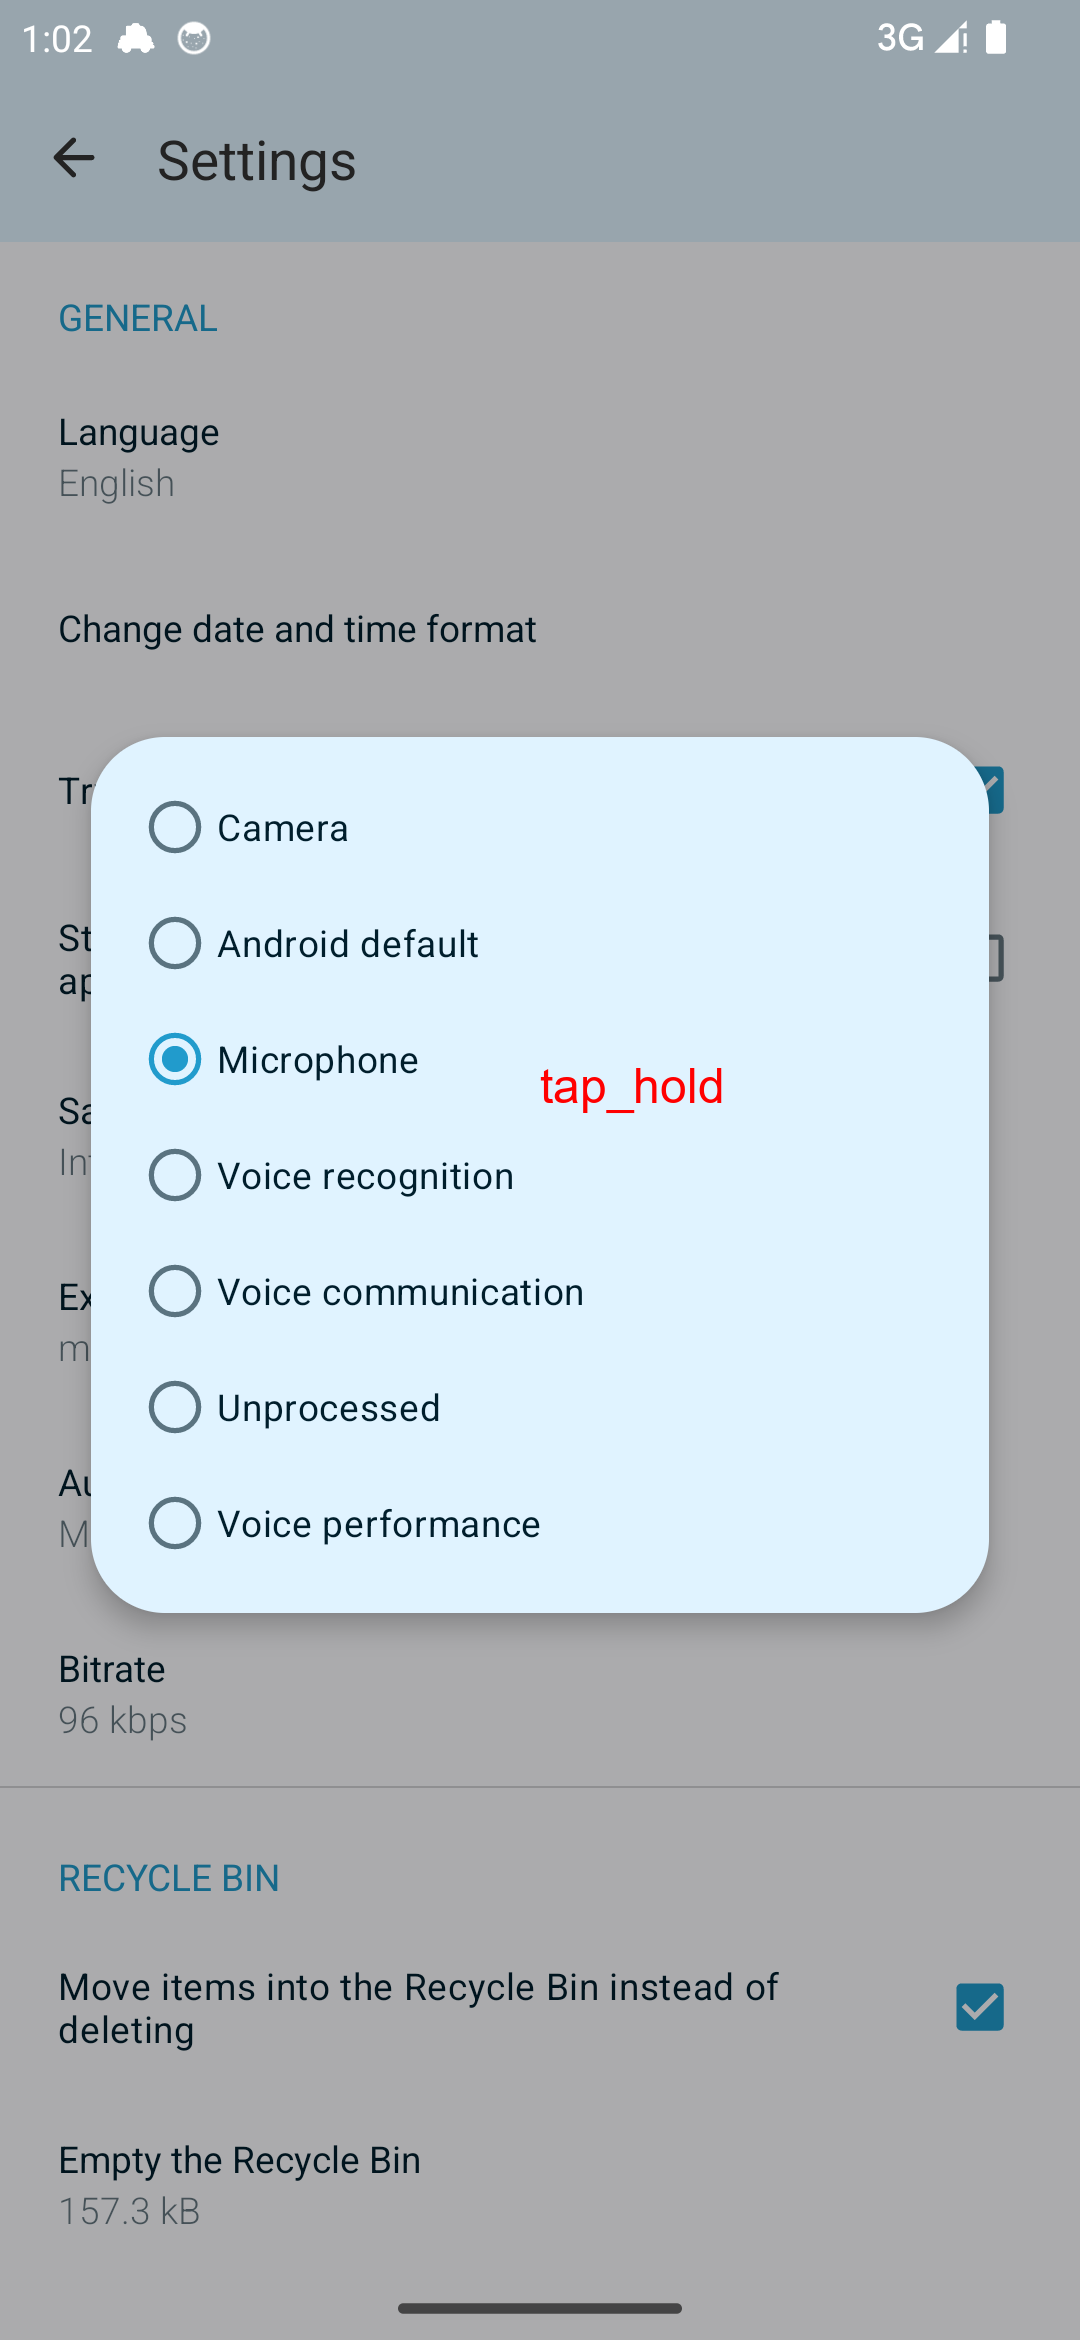 1:02
3G
Settings
GENERAL
Language
English
Change date and time format
Tr
Camera
St
Android default
ap
Microphone
tap_hold
Sa
In
Voice recognition
Ex
Voice communication
m
Unprocessed
Au
M
Voice performance
Bitrate
96 kbps
RECYCLE BIN
Move items into the Recycle Bin instead of
deleting
Empty the Recycle Bin
157.3 kB